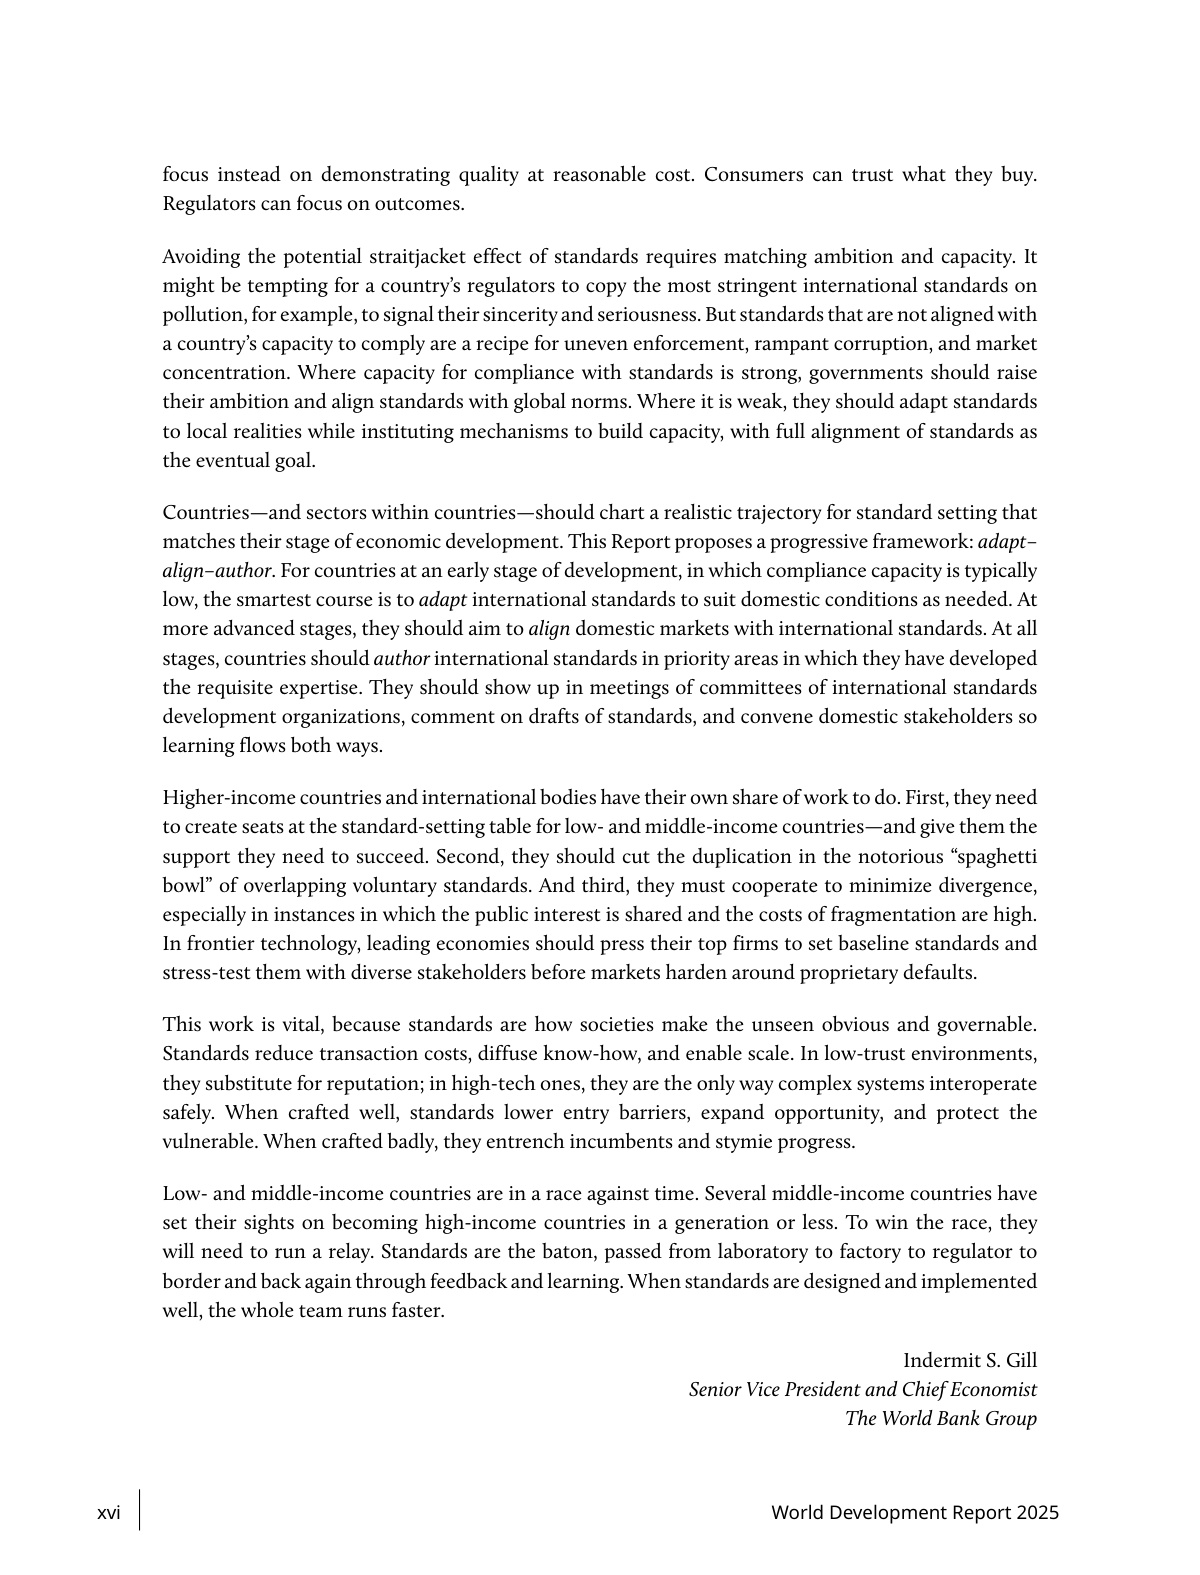 focus instead on demonstrating quality at reasonable cost. Consumers can trust what they buy.
Regulators can focus on outcomes.
Avoiding the potential straitjacket effect of standards requires matching ambition and capacity. It
might be tempting for a country’s regulators to copy the most stringent international standards on
pollution, for example, to signal their sincerity and seriousness. But standards that are not aligned with
a country’s capacity to comply are a recipe for uneven enforcement, rampant corruption, and market
concentration. Where capacity for compliance with standards is strong, governments should raise
their ambition and align standards with global norms. Where it is weak, they should adapt standards
to local realities while instituting mechanisms to build capacity, with full alignment of standards as
the eventual goal.
Countries—and sectors within countries—should chart a realistic trajectory for standard setting that
matches their stage of economic development. This Report proposes a progressive framework: adapt–
align–author. For countries at an early stage of development, in which compliance capacity is typically
low, the smartest course is to adapt international standards to suit domestic conditions as needed. At
more advanced stages, they should aim to align domestic markets with international standards. At all
stages, countries should author international standards in priority areas in which they have developed
the requisite expertise. They should show up in meetings of committees of international standards
development organizations, comment on drafts of standards, and convene domestic stakeholders so
learning flows both ways.
Higher-income countries and international bodies have their own share of work to do. First, they need
to create seats at the standard-setting table for low- and middle-income countries—and give them the
support they need to succeed. Second, they should cut the duplication in the notorious “spaghetti
bowl” of overlapping voluntary standards. And third, they must cooperate to minimize divergence,
especially in instances in which the public interest is shared and the costs of fragmentation are high.
In frontier technology, leading economies should press their top firms to set baseline standards and
stress-test them with diverse stakeholders before markets harden around proprietary defaults.
This work is vital, because standards are how societies make the unseen obvious and governable.
Standards reduce transaction costs, diffuse know-how, and enable scale. In low-trust environments,
they substitute for reputation; in high-tech ones, they are the only way complex systems interoperate
safely. When crafted well, standards lower entry barriers, expand opportunity, and protect the
vulnerable. When crafted badly, they entrench incumbents and stymie progress.
Low- and middle-income countries are in a race against time. Several middle-income countries have
set their sights on becoming high-income countries in a generation or less. To win the race, they
will need to run a relay. Standards are the baton, passed from laboratory to factory to regulator to
border and back again through feedback and learning. When standards are designed and implemented
well, the whole team runs faster.
Indermit S. Gill
Senior Vice President and Chief Economist
The World Bank Group
xvi
World Development Report 2025